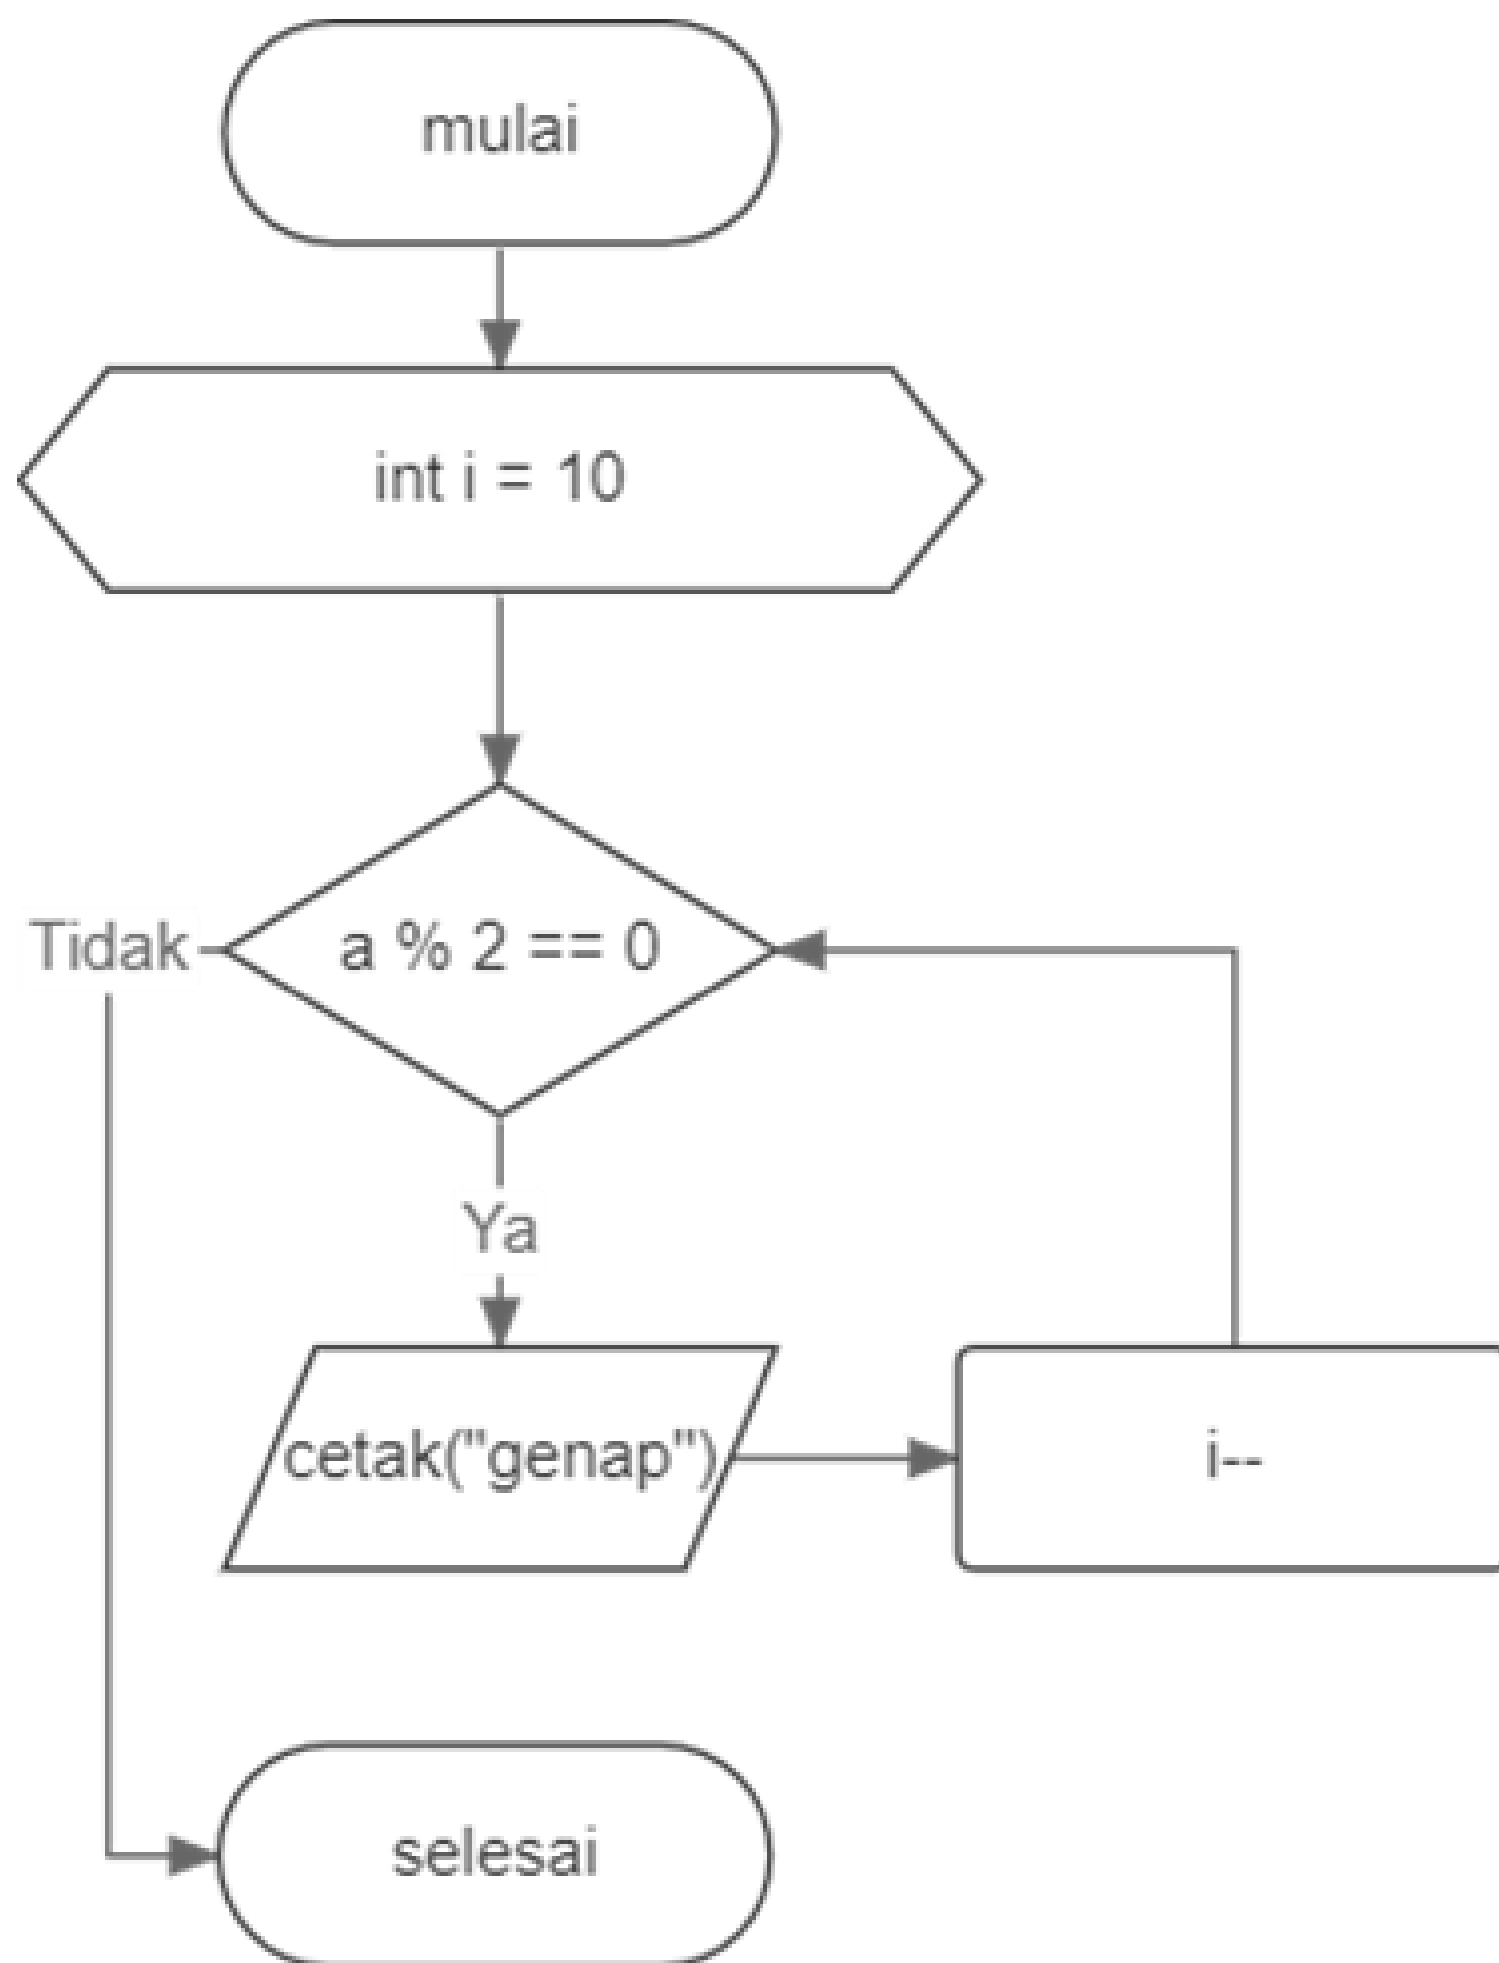 mulai
int i = 10
a % 2 == 0
Tidak
Ya
cetak("genap")
i--
selesai